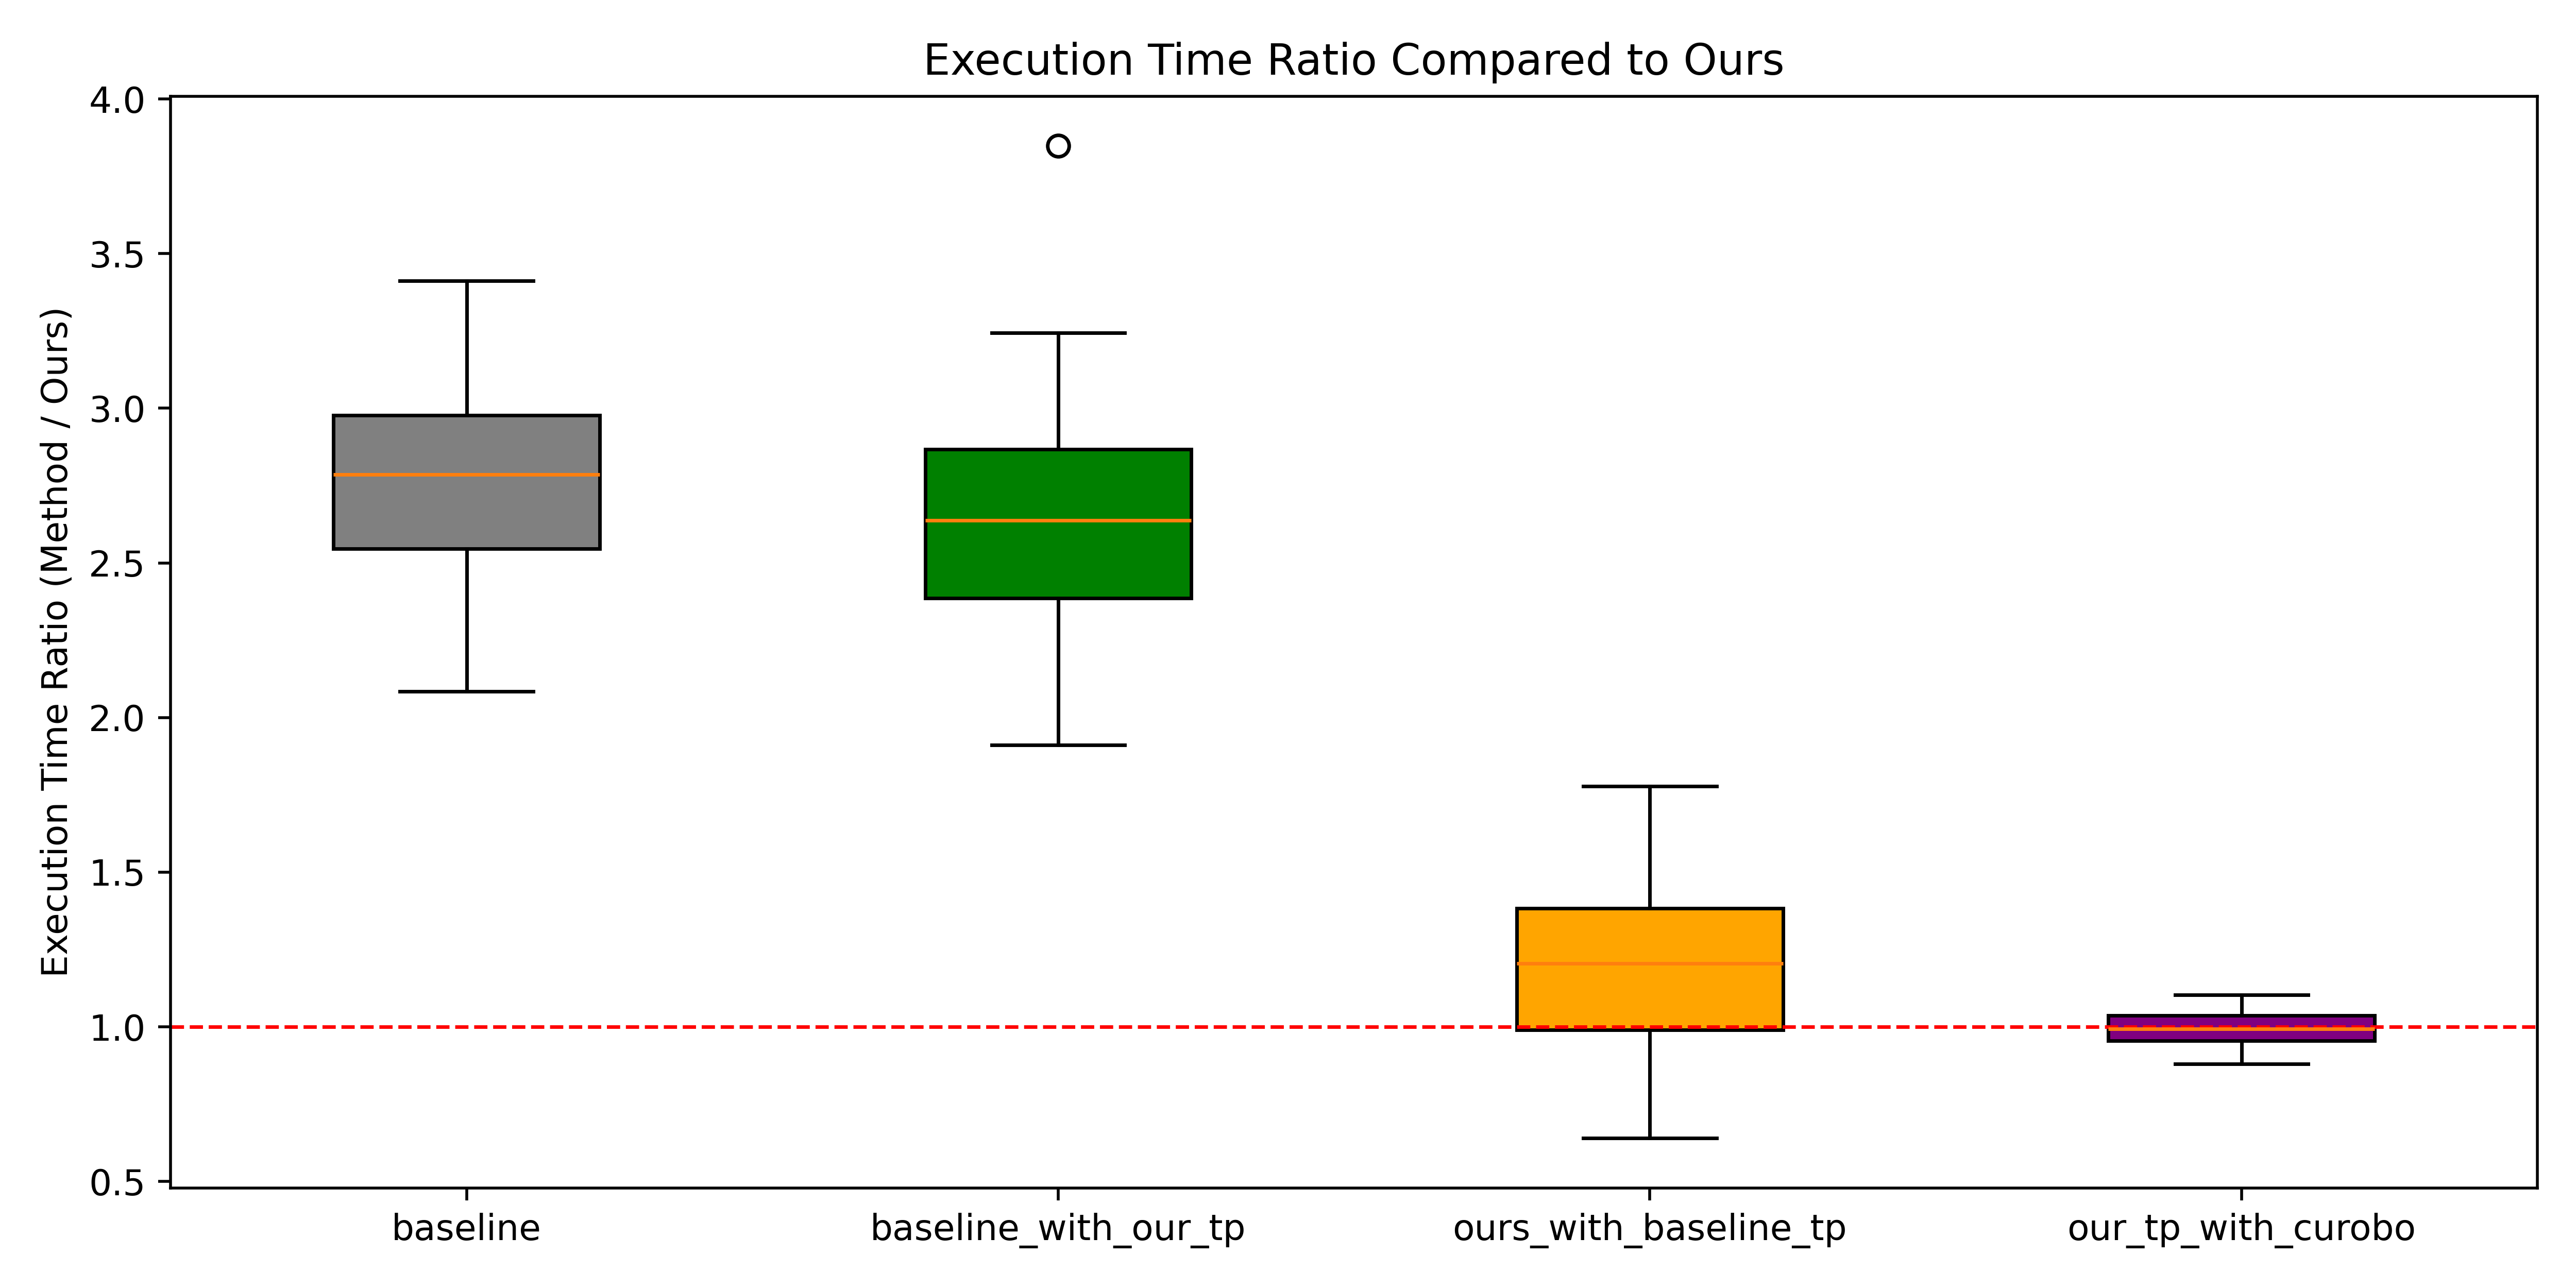 Execution Time Ratio Compared to Ours
Execution Time Ratio (Method / Ours)
4.0
3.5
3.0
2.5
2.0
1.5
1.0
0.5
baseline
baseline_with_our_tp
ours_with_baseline_tp
our_tp_with_curobo